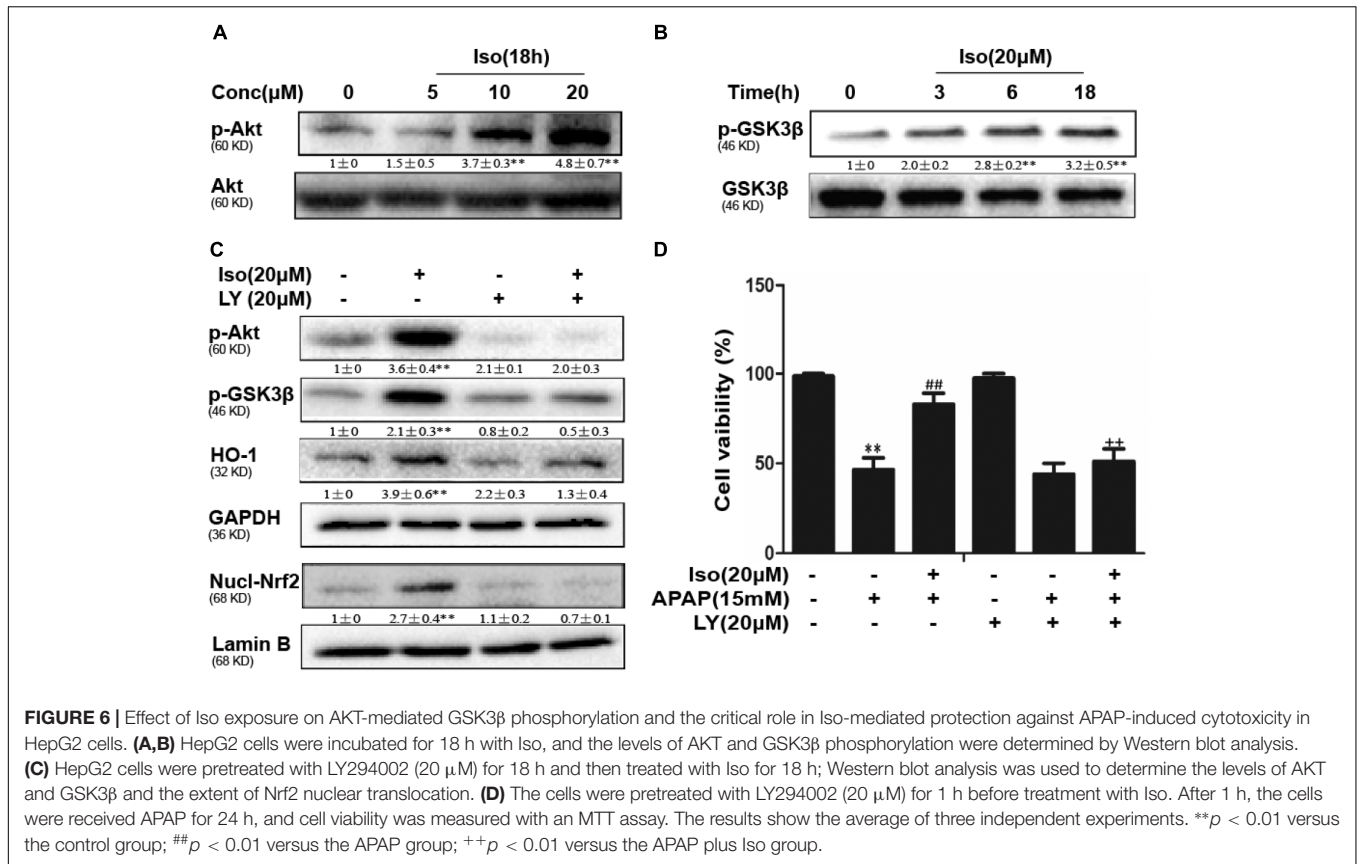 A
Iso(18h)
Conc(μM) 0 5 10 20
p-Akt
(60 KD)
1±0 1.5±0.5 3.7±0.3** 4.8±0.7**
Akt
(60 KD)
B
Iso(20μM)
Time(h) 0 3 6 18
p-GSK3β
(46 KD)
1±0 2.0±0.2 2.8±0.2** 3.2±0.5**
GSK3β
(46 KD)
C
Iso(20μM) - + - +
LY (20μM) - - + +
p-Akt
(60 KD)
1±0 3.6±0.4** 2.1±0.1 2.0±0.3
p-GSK3β
(46 KD)
1±0 2.1±0.3** 0.8±0.2 0.5±0.3
HO-1
(32 KD)
1±0 3.9±0.6** 2.2±0.3 1.3±0.4
GAPDH
(36 KD)
Nucl-Nrf2
(68 KD)
1±0 2.7±0.4** 1.1±0.2 0.7±0.1
Lamin B
(68 KD)
D
Cell vaibility (%)
150
100
50
0
** ## ++
Iso(20μM) - - + - - +
APAP(15mM) - + + - + +
LY(20μM) - - - + + +
FIGURE 6 | Effect of Iso exposure on AKT-mediated GSK3β phosphorylation and the critical role in Iso-mediated protection against APAP-induced cytotoxicity in
HepG2 cells. (A,B) HepG2 cells were incubated for 18 h with Iso, and the levels of AKT and GSK3β phosphorylation were determined by Western blot analysis.
(C) HepG2 cells were pretreated with LY294002 (20 μM) for 18 h and then treated with Iso for 18 h; Western blot analysis was used to determine the levels of AKT
and GSK3β and the extent of Nrf2 nuclear translocation. (D) The cells were pretreated with LY294002 (20 μM) for 1 h before treatment with Iso. After 1 h, the cells
were received APAP for 24 h, and cell viability was measured with an MTT assay. The results show the average of three independent experiments. **p < 0.01 versus
the control group; ##p < 0.01 versus the APAP group; ++p < 0.01 versus the APAP plus Iso group.